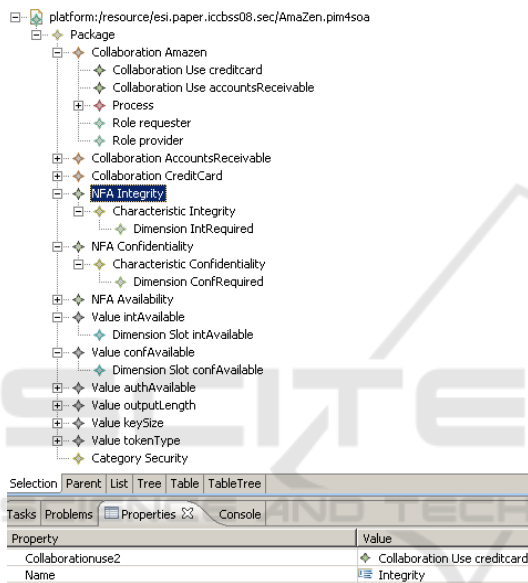 platform:/resource/esi.paper.iccbss08.sec/AmaZen.pim4soa
Package
Collaboration Amazen
Collaboration Use creditcard
Collaboration Use accountsReceivable
Process
Role requester
Role provider
Collaboration AccountsReceivable
Collaboration CreditCard
NFA Integrity
Characteristic Integrity
Dimension IntRequired
NFA Confidentiality
Characteristic Confidentiality
Dimension ConfRequired
NFA Availability
Value intAvailable
Dimension Slot intAvailable
Value confAvailable
Dimension Slot confAvailable
Value authAvailable
Value outputLength
Value keySize
Value tokenType
Category Security
Selection Parent List Tree Table TableTree
Tasks Problems Properties Console
Property Value
Collaborationuse2 Collaboration Use creditcard
Name Integrity